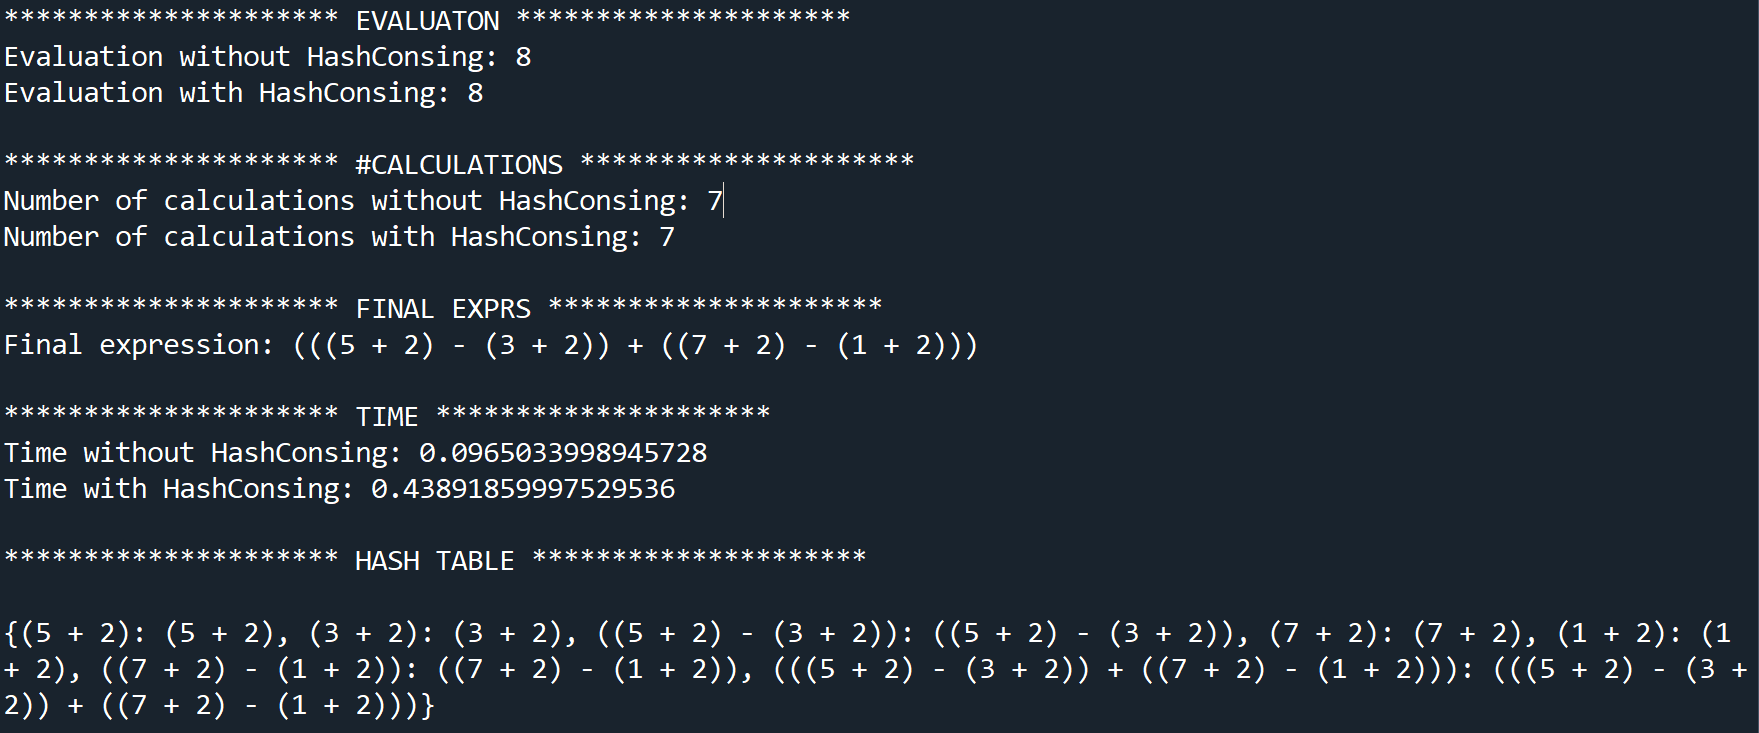 ********************* EVALUATON *********************
Evaluation without HashConsing: 8
Evaluation with HashConsing: 8
********************* #CALCULATIONS *********************
Number of calculations without HashConsing: 7
Number of calculations with HashConsing: 7
********************* FINAL EXPRS *********************
Final expression: (((5 + 2) - (3 + 2)) + ((7 + 2) - (1 + 2)))
********************* TIME *********************
Time without HashConsing: 0.0965033998945728
Time with HashConsing: 0.43891859997529536
********************* HASH TABLE *********************
{(5 + 2): (5 + 2), (3 + 2): (3 + 2), ((5 + 2) - (3 + 2)): ((5 + 2) - (3 + 2)), (7 + 2): (7 + 2), (1 + 2): (1
+ 2), ((7 + 2) - (1 + 2)): ((7 + 2) - (1 + 2)), (((5 + 2) - (3 + 2)) + ((7 + 2) - (1 + 2))): (((5 + 2) - (3 +
2)) + ((7 + 2) - (1 + 2)))}